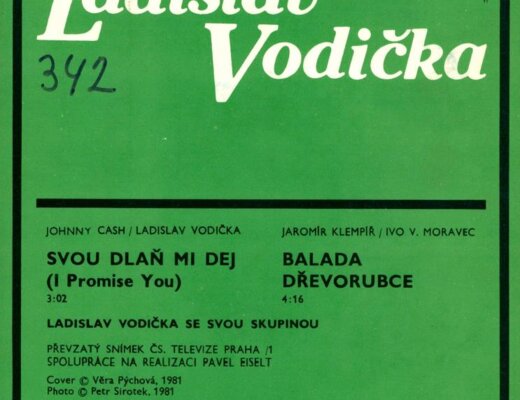 Ladislav
Vodička
342
JOHNNY CASH / LADISLAV VODIČKA
SVOU DLAŇ MI DEJ
(I Promise You)
3:02
JAROMÍR KLEMPÍŘ / IVO V. MORAVEC
BALADA
DŘEVORUBCE
4:16
LADISLAV VODIČKA SE SVOU SKUPINOU
PŘEVZATÝ SNÍMEK ČS. TELEVIZE PRAHA /1
SPOLUPRÁCE NA REALIZACI PAVEL EISELT
Cover © Věra Pýchová, 1981
Photo © Petr Sirotek, 1981